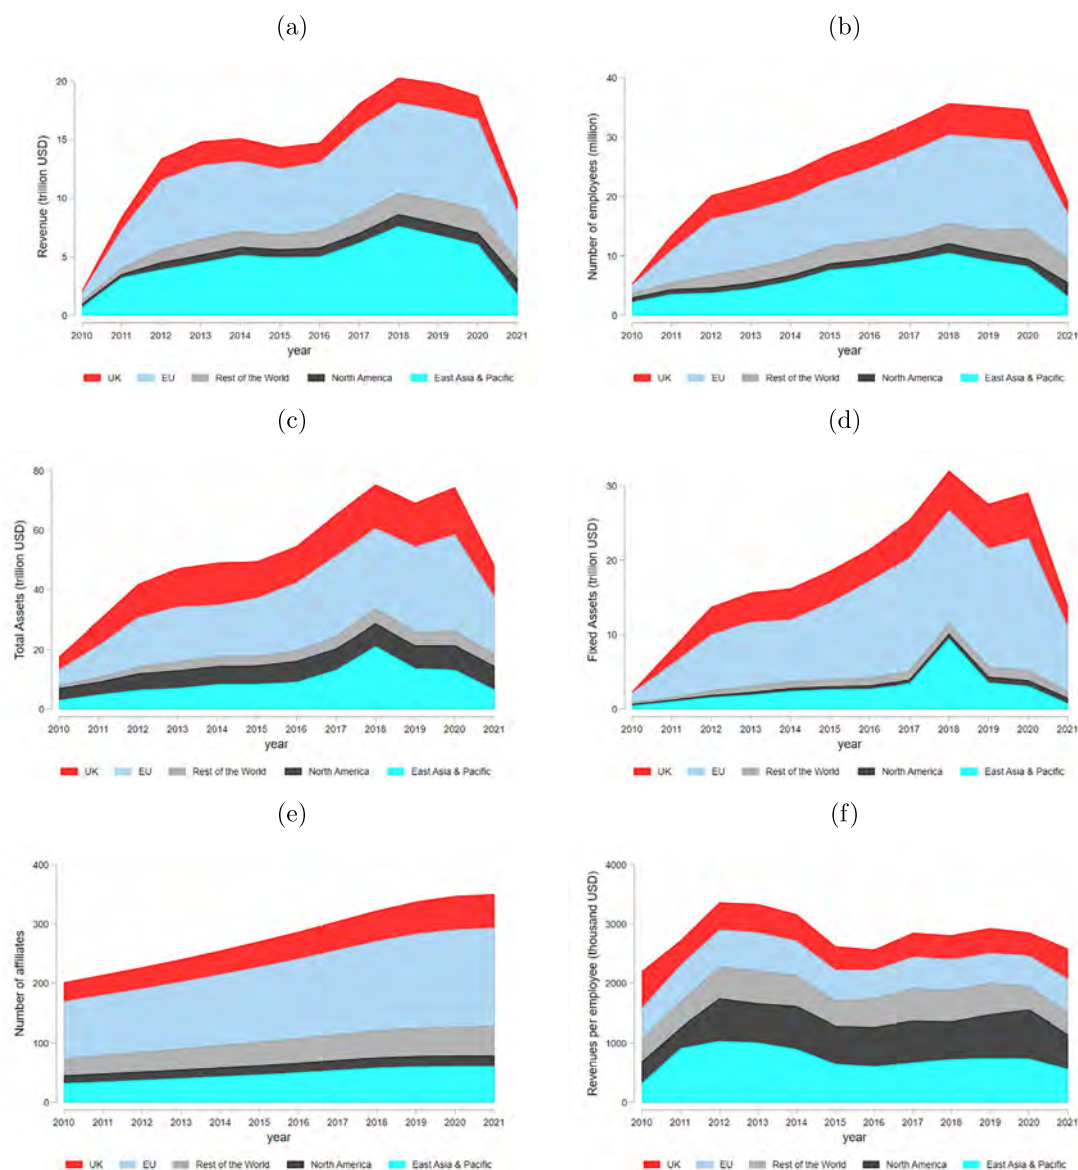 (a) (b)
20
15
10
5
0
Revenue (trillion USD)
2010 2011 2012 2013 2014 2015 2016 2017 2018 2019 2020 2021
year
UK EU Rest of the World North America East Asia & Pacific
40
30
20
10
0
Number of employees (million)
2010 2011 2012 2013 2014 2015 2016 2017 2018 2019 2020 2021
year
UK EU Rest of the World North America East Asia & Pacific
(c) (d)
80
60
40
20
0
Total Assets (trillion USD)
2010 2011 2012 2013 2014 2015 2016 2017 2018 2019 2020 2021
year
UK EU Rest of the World North America East Asia & Pacific
30
20
10
0
Fixed Assets (trillion USD)
2010 2011 2012 2013 2014 2015 2016 2017 2018 2019 2020 2021
year
UK EU Rest of the World North America East Asia & Pacific
(e) (f)
400
300
200
100
0
Number of affiliates
2010 2011 2012 2013 2014 2015 2016 2017 2018 2019 2020 2021
year
UK EU Rest of the World North America East Asia & Pacific
4000
3000
2000
1000
0
Revenues per employee (thousand USD)
2010 2011 2012 2013 2014 2015 2016 2017 2018 2019 2020 2021
year
UK EU Rest of the World North America East Asia & Pacific